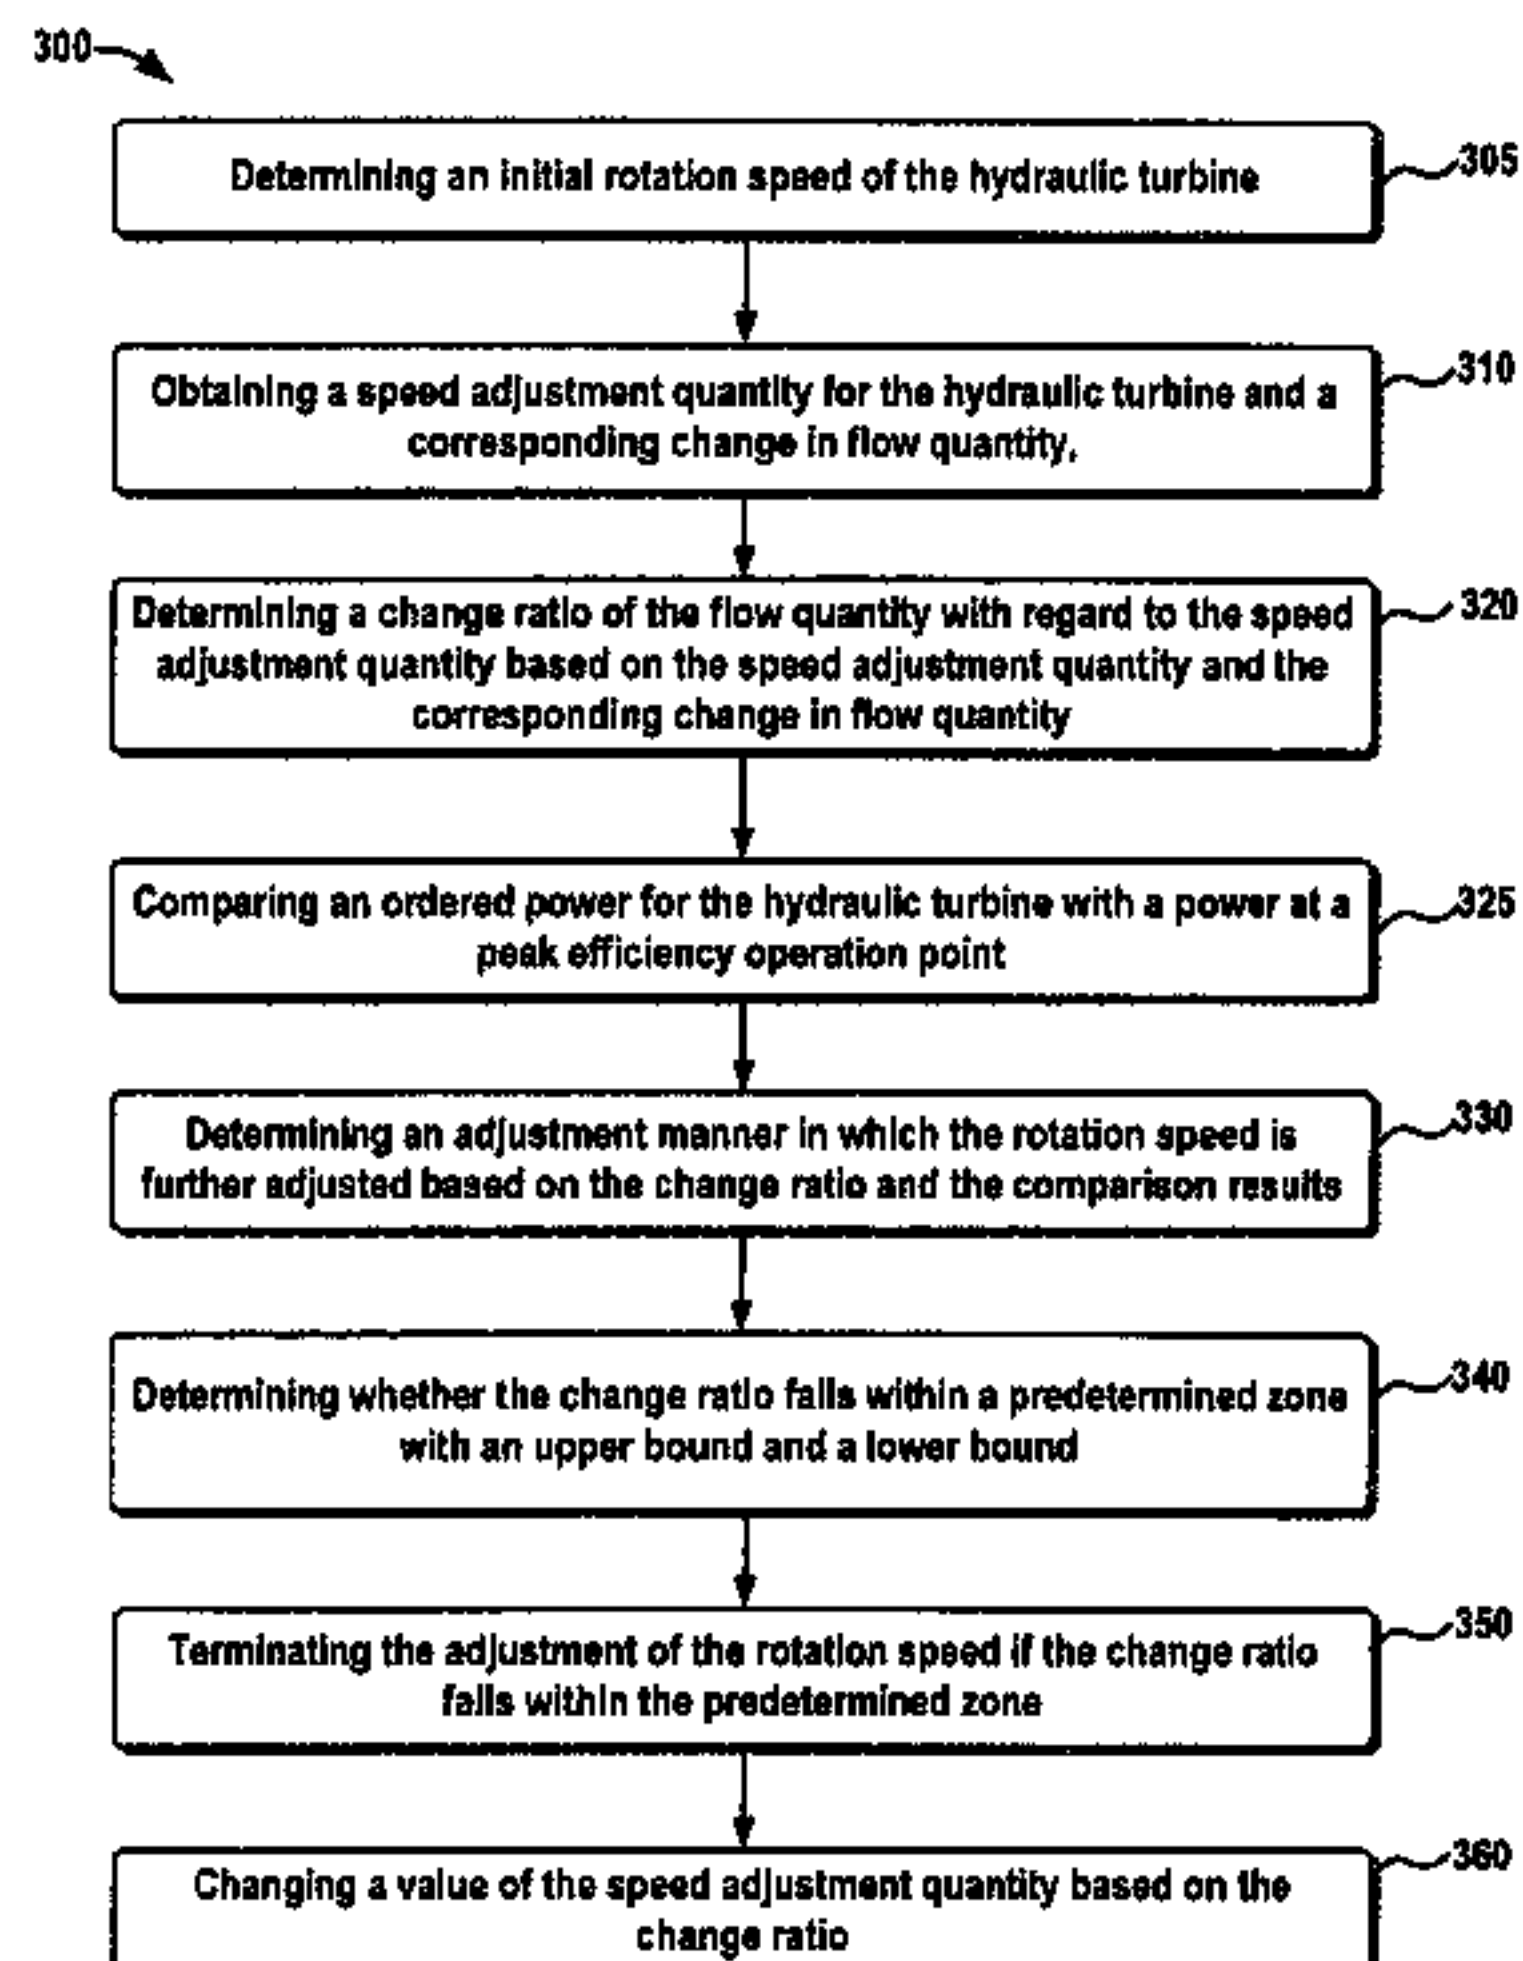 300
Determining an initial rotation speed of the hydraulic turbine
305
Obtaining a speed adjustment quantity for the hydraulic turbine and a
corresponding change in flow quantity.
310
Determining a change ratio of the flow quantity with regard to the speed
adjustment quantity based on the speed adjustment quantity and the
corresponding change in flow quantity
320
Comparing an ordered power for the hydraulic turbine with a power at a
peak efficiency operation point
325
Determining an adjustment manner in which the rotation speed is
further adjusted based on the change ratio and the comparison results
330
Determining whether the change ratio falls within a predetermined zone
with an upper bound and a lower bound
340
Terminating the adjustment of the rotation speed if the change ratio
falls within the predetermined zone
350
Changing a value of the speed adjustment quantity based on the
change ratio
360